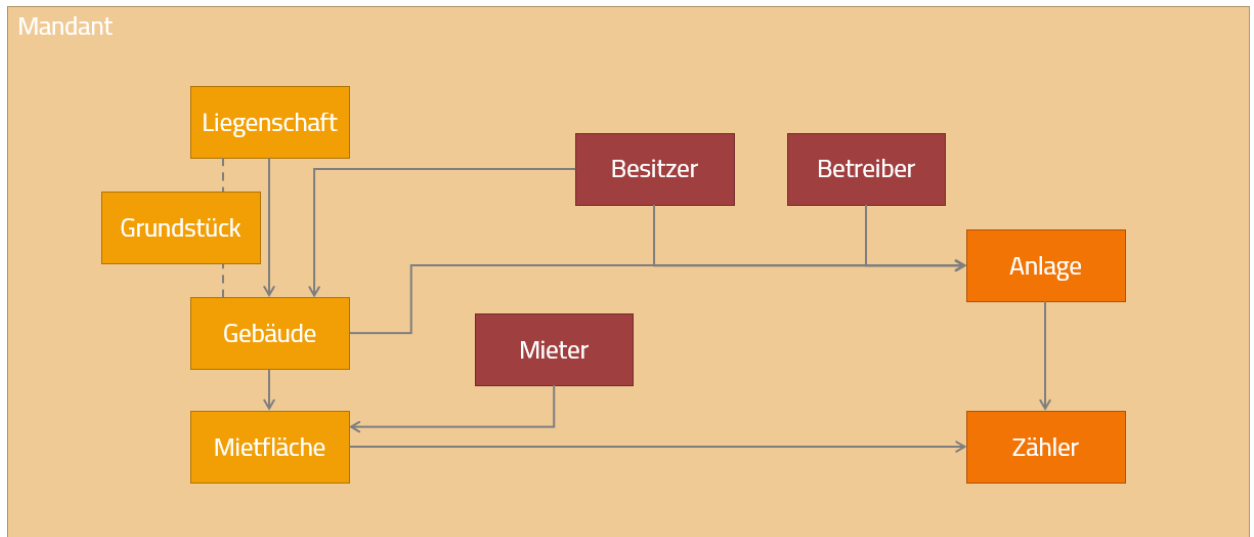 Mandant
Liegenschaft
Besitzer
Betreiber
Grundstück
Anlage
Gebäude
Mieter
Mietfläche
Zähler